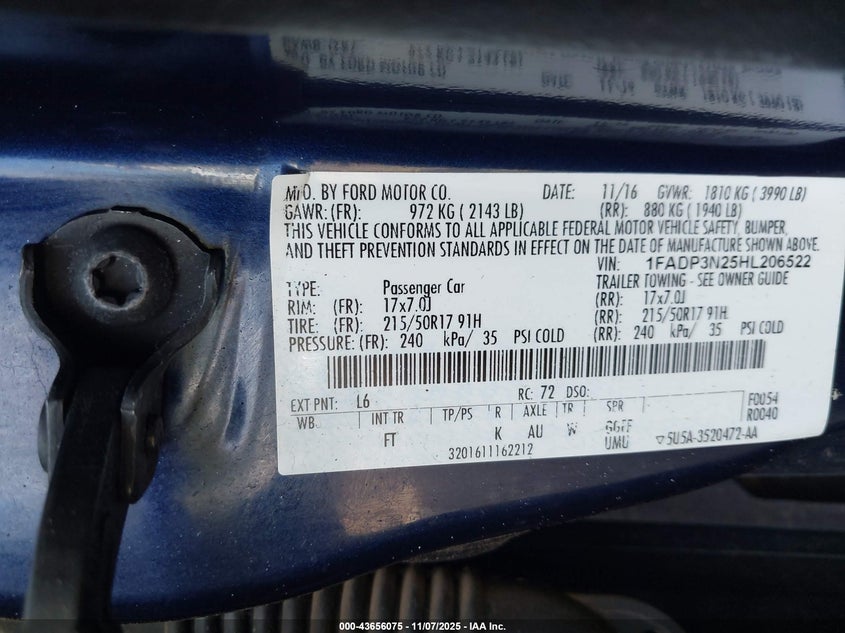 MFD. BY FORD MOTOR CO. DATE: 11/16 GVWR: 1810 KG ( 3990 LB)
GAWR: (FR): 972 KG ( 2143 LB) (RR): 880 KG ( 1940 LB)
THIS VEHICLE CONFORMS TO ALL APPLICABLE FEDERAL MOTOR VEHICLE SAFETY, BUMPER,
AND THEFT PREVENTION STANDARDS IN EFFECT ON THE DATE OF MANUFACTURE SHOWN ABOVE.
VIN: 1FADP3N25HL206522
TYPE: Passenger Car TRAILER TOWING - SEE OWNER GUIDE
RIM: (FR): 17x7.0J (RR): 17x7.0J
TIRE: (FR): 215/50R17 91H (RR): 215/50R17 91H
PRESSURE: (FR): 240 kPa/ 35 PSI COLD (RR): 240 kPa/ 35 PSI COLD
EXT PNT: L6 RC: 72 DSO: F0054
WB INT TR TP/PS R AXLE TR SPR R0040
FT K AU W GGFF
UMU ▽5U5A-3520472-AA
3201611162212
000-43656075 - 11/07/2025 - IAA Inc.